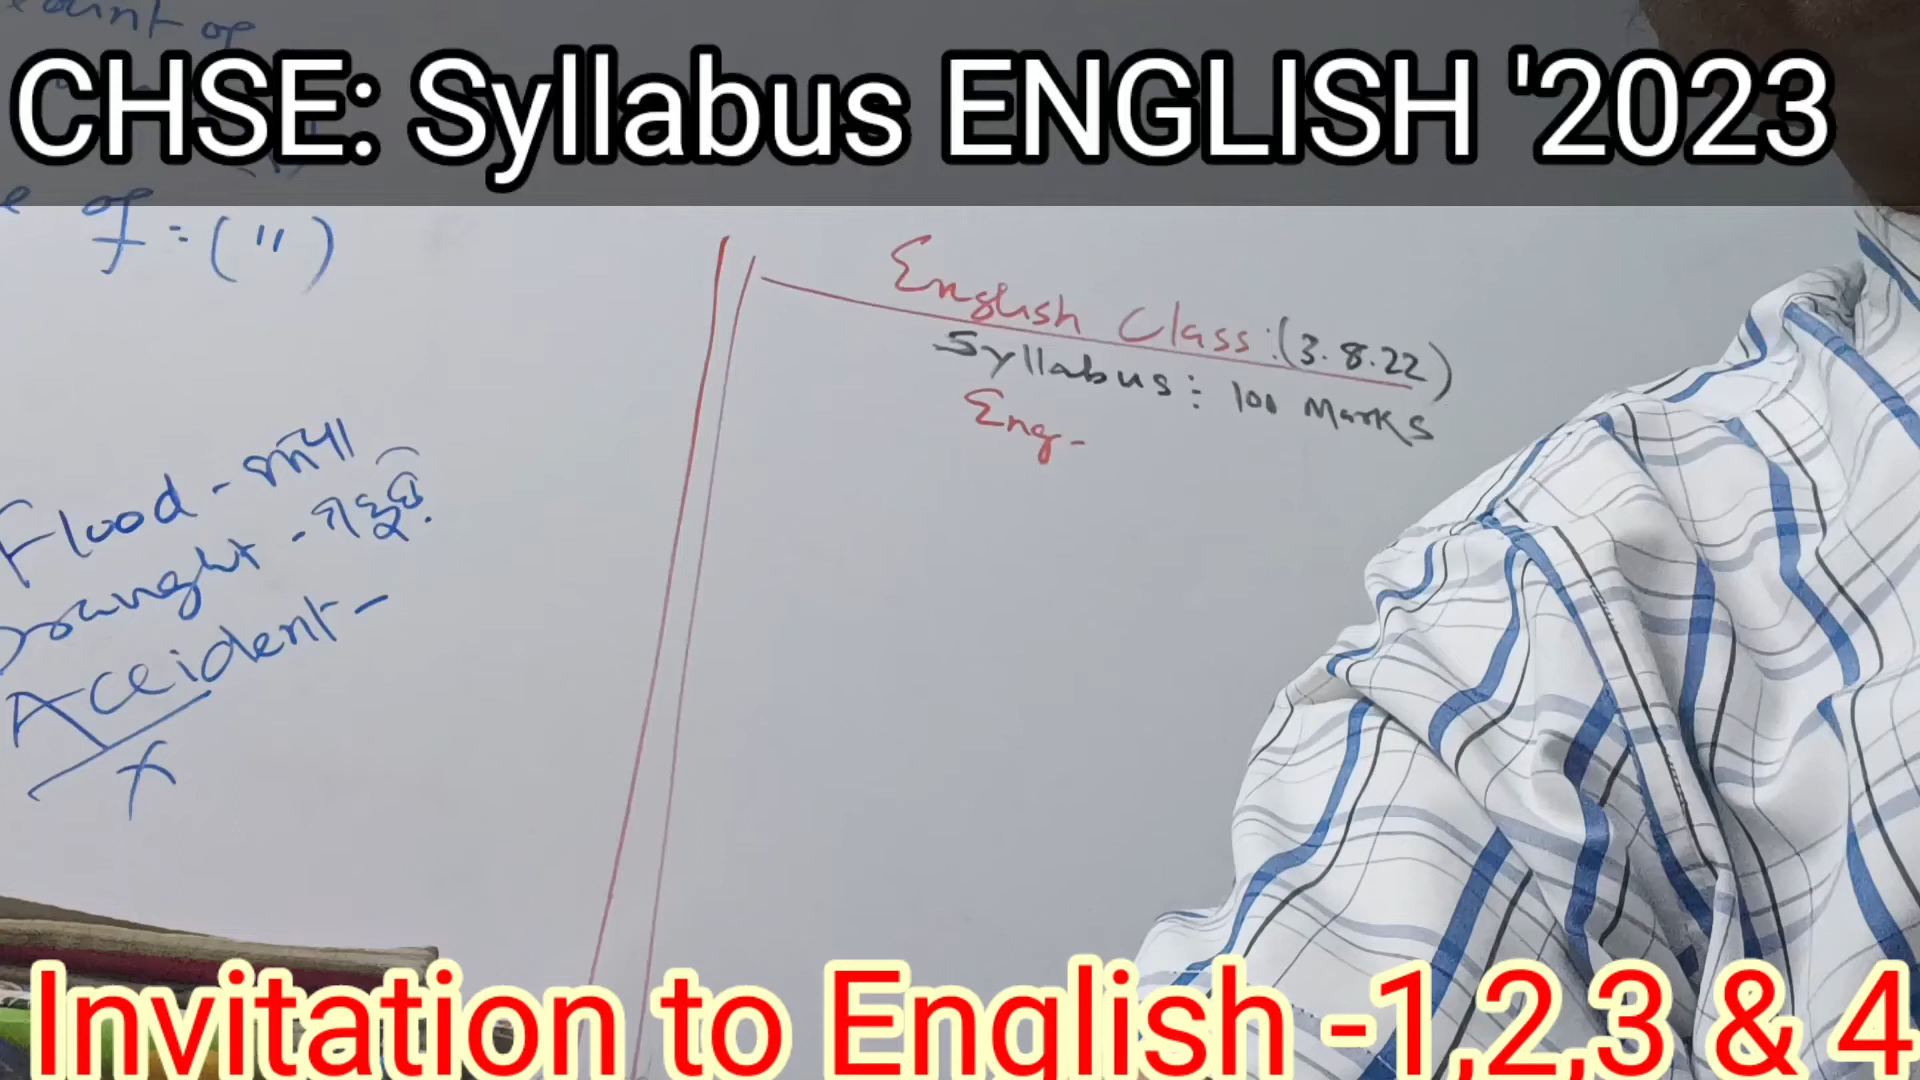 CHSE: Syllabus ENGLISH '2023
of = (")
Flood -
Accident -
English Class: (3.8.22)
Syllabus: 100 Marks
Eng -
Invitation to English -1,2,3 & 4